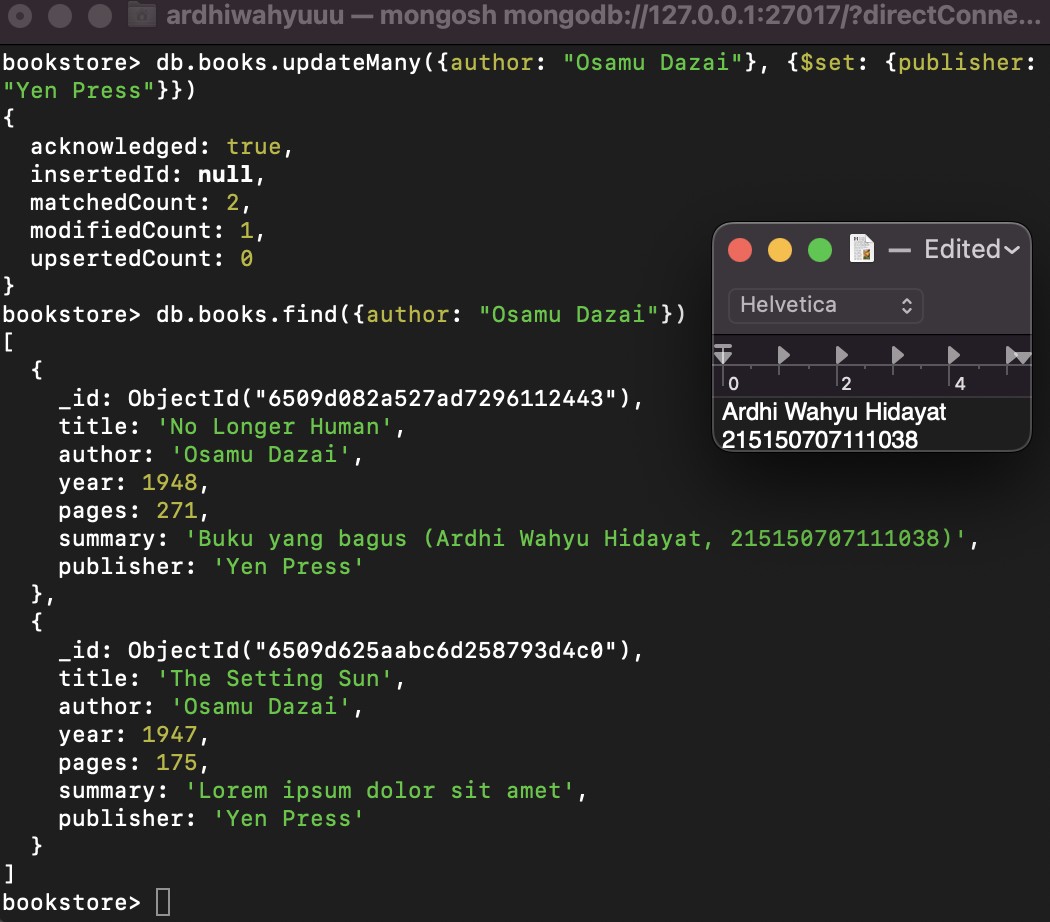 ardhiwahyuuu — mongosh mongodb://127.0.0.1:27017/?directConne...
bookstore> db.books.updateMany({author: "Osamu Dazai"}, {$set: {publisher:
"Yen Press"}})
{
  acknowledged: true,
  insertedId: null,
  matchedCount: 2,
  modifiedCount: 1,
  upsertedCount: 0
}
bookstore> db.books.find({author: "Osamu Dazai"})
[
  {
    _id: ObjectId("6509d082a527ad7296112443"),
    title: 'No Longer Human',
    author: 'Osamu Dazai',
    year: 1948,
    pages: 271,
    summary: 'Buku yang bagus (Ardhi Wahyu Hidayat, 215150707111038)',
    publisher: 'Yen Press'
  },
  {
    _id: ObjectId("6509d625aabc6d258793d4c0"),
    title: 'The Setting Sun',
    author: 'Osamu Dazai',
    year: 1947,
    pages: 175,
    summary: 'Lorem ipsum dolor sit amet',
    publisher: 'Yen Press'
  }
]
bookstore>
— Edited
Helvetica
0 2 4
Ardhi Wahyu Hidayat
215150707111038